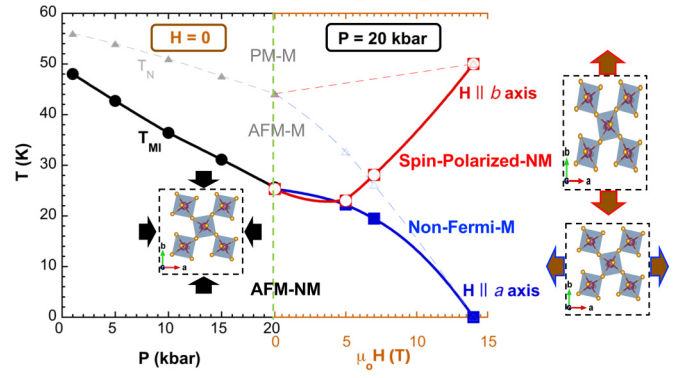 H = 0
P = 20 kbar
60
50
40
30
20
10
0
T (K)
T_N
PM-M
AFM-M
T_MI
AFM-NM
H || b axis
Spin-Polarized-NM
Non-Fermi-M
H || a axis
b
c
a
b
c
a
b
c
a
0
5
10
15
20
0
5
10
15
P (kbar)
μ₀H (T)